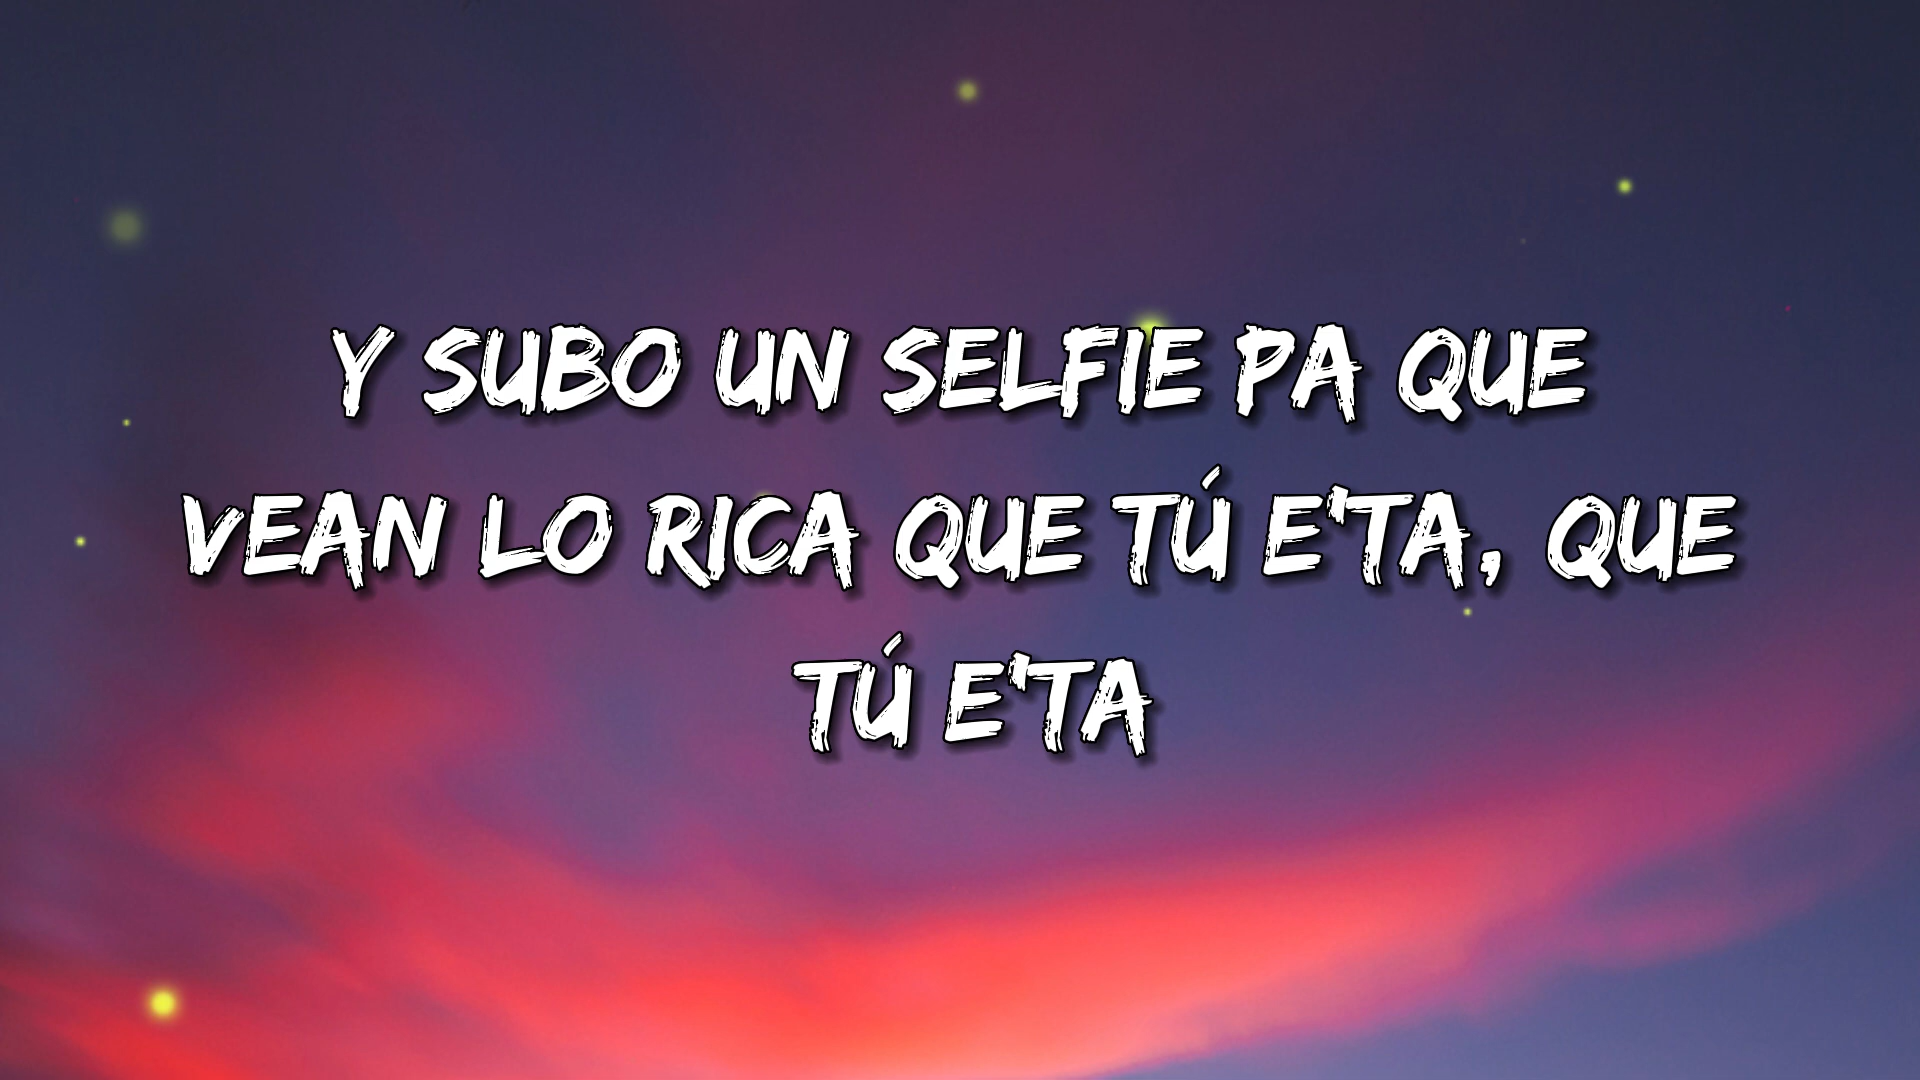 Y SUBO UN SELFIE PA QUE
VEAN LO RICA QUE TÚ E'TA, QUE
TÚ E'TA